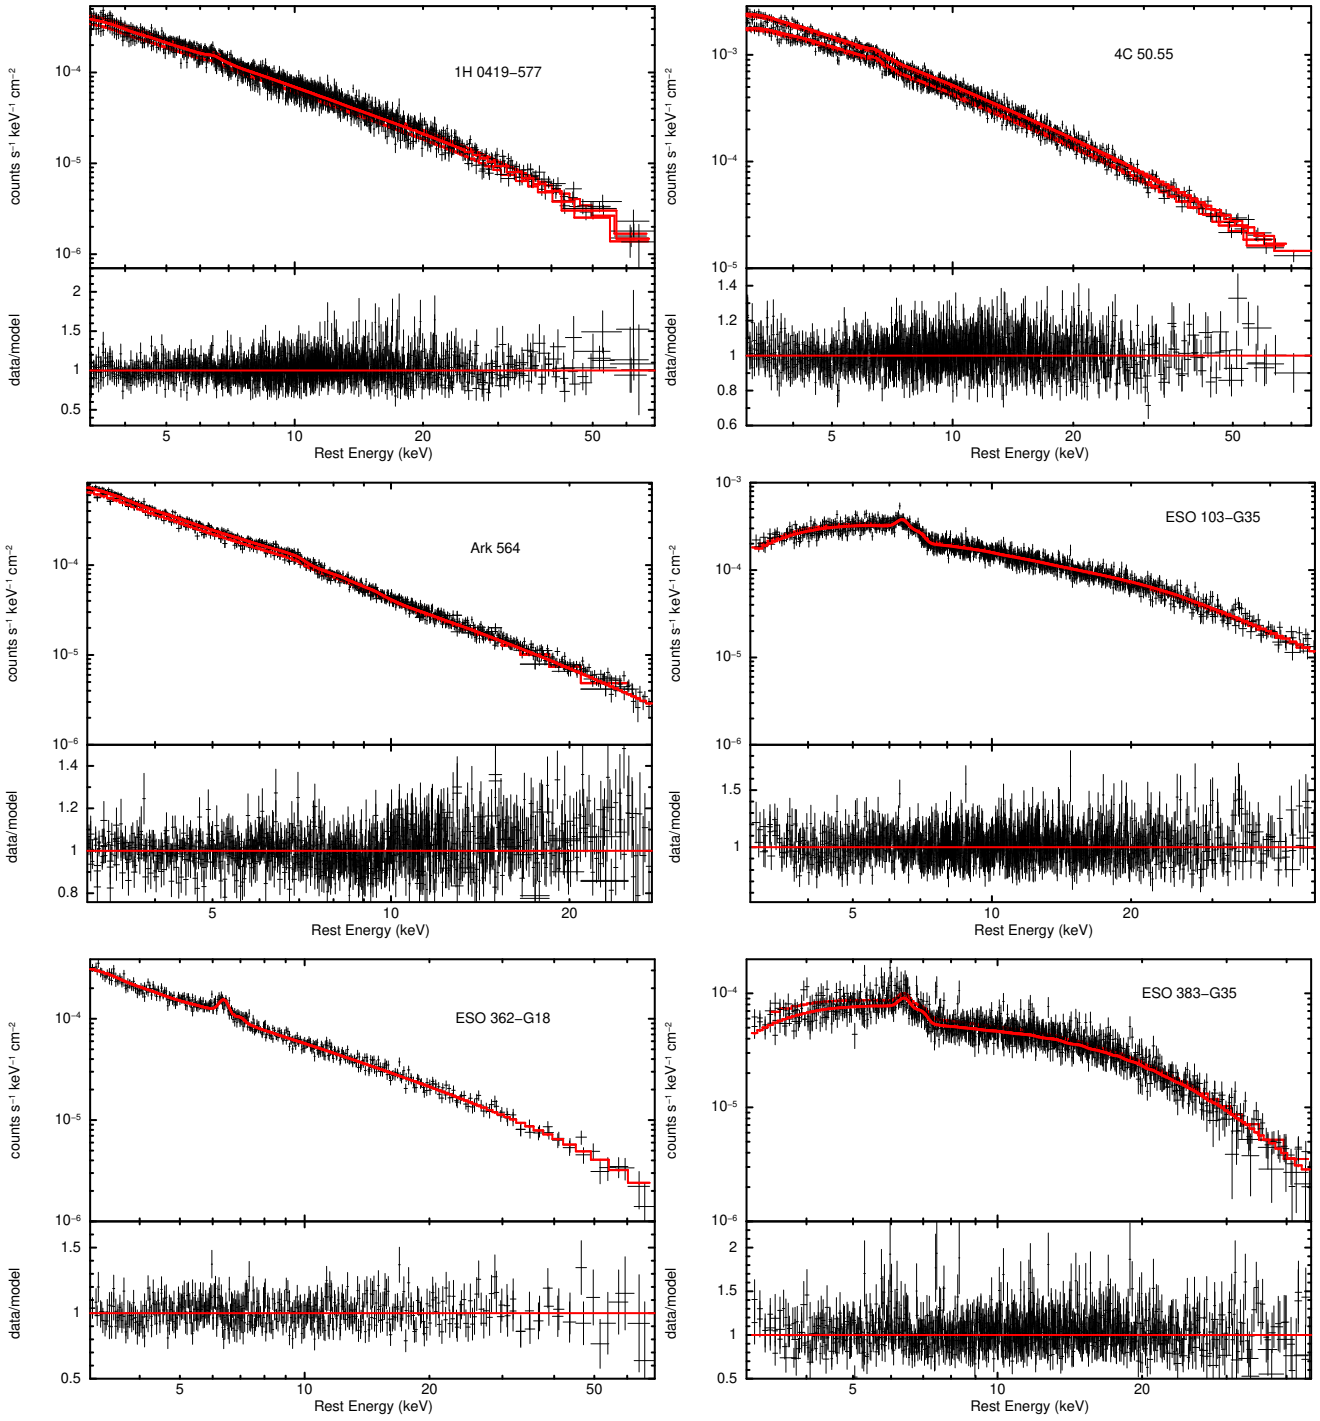 counts s⁻¹ keV⁻¹ cm⁻²
10⁻⁴
10⁻⁵
10⁻⁶
1H 0419−577
data/model
2
1.5
1
0.5
5 10 20 50
Rest Energy (keV)
counts s⁻¹ keV⁻¹ cm⁻²
10⁻³
10⁻⁴
10⁻⁵
4C 50.55
data/model
1.4
1.2
1
0.8
0.6
5 10 20 50
Rest Energy (keV)
counts s⁻¹ keV⁻¹ cm⁻²
10⁻⁴
10⁻⁵
10⁻⁶
Ark 564
data/model
1.4
1.2
1
0.8
5 10 20
Rest Energy (keV)
counts s⁻¹ keV⁻¹ cm⁻²
10⁻³
10⁻⁴
10⁻⁵
10⁻⁶
ESO 103−G35
data/model
1.5
1
5 10 20
Rest Energy (keV)
counts s⁻¹ keV⁻¹ cm⁻²
10⁻⁴
10⁻⁵
10⁻⁶
ESO 362−G18
data/model
1.5
1
0.5
5 10 20 50
Rest Energy (keV)
counts s⁻¹ keV⁻¹ cm⁻²
10⁻⁴
10⁻⁵
10⁻⁶
ESO 383−G35
data/model
2
1.5
1
0.5
5 10 20
Rest Energy (keV)